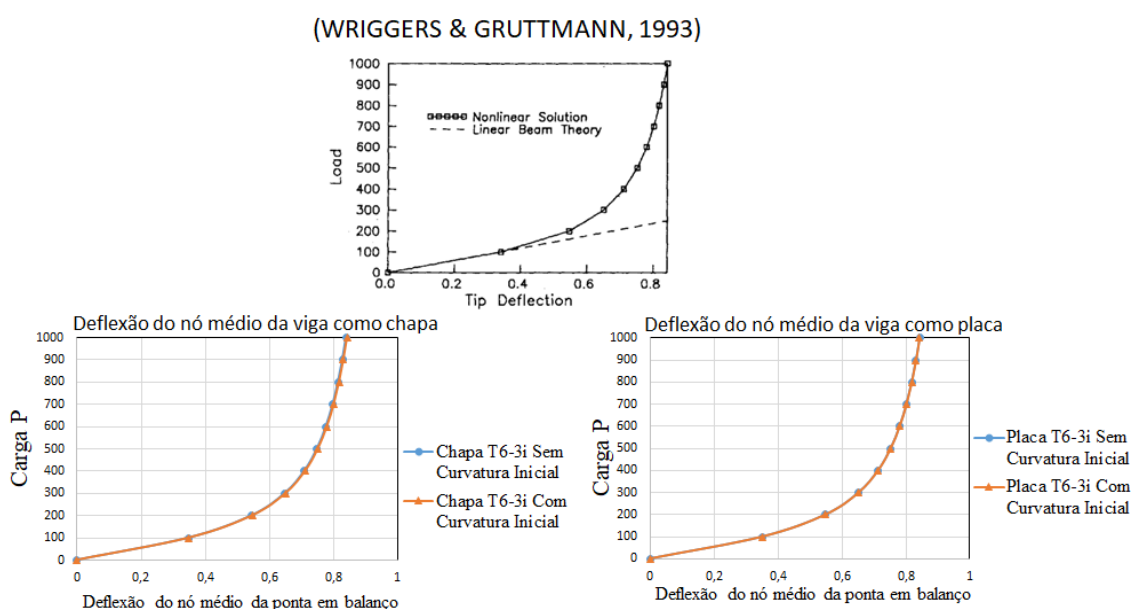 (WRIGGERS & GRUTTMANN, 1993)
1000
900
800
700
600
500
400
300
200
100
0
Load
Nonlinear Solution
Linear Beam Theory
0.0
0.2
0.4
0.6
0.8
Tip Deflection
Deflexão do nó médio da viga como chapa
1000
900
800
700
600
500
400
300
200
100
0
Carga P
Chapa T6-3i Sem
Curvatura Inicial
Chapa T6-3i Com
Curvatura Inicial
0
0,2
0,4
0,6
0,8
1
Deflexão do nó médio da ponta em balanço
Deflexão do nó médio da viga como placa
1000
900
800
700
600
500
400
300
200
100
0
Carga P
Placa T6-3i Sem
Curvatura Inicial
Placa T6-3i Com
Curvatura Inicial
0
0,2
0,4
0,6
0,8
1
Deflexão do nó médio da ponta em balanço